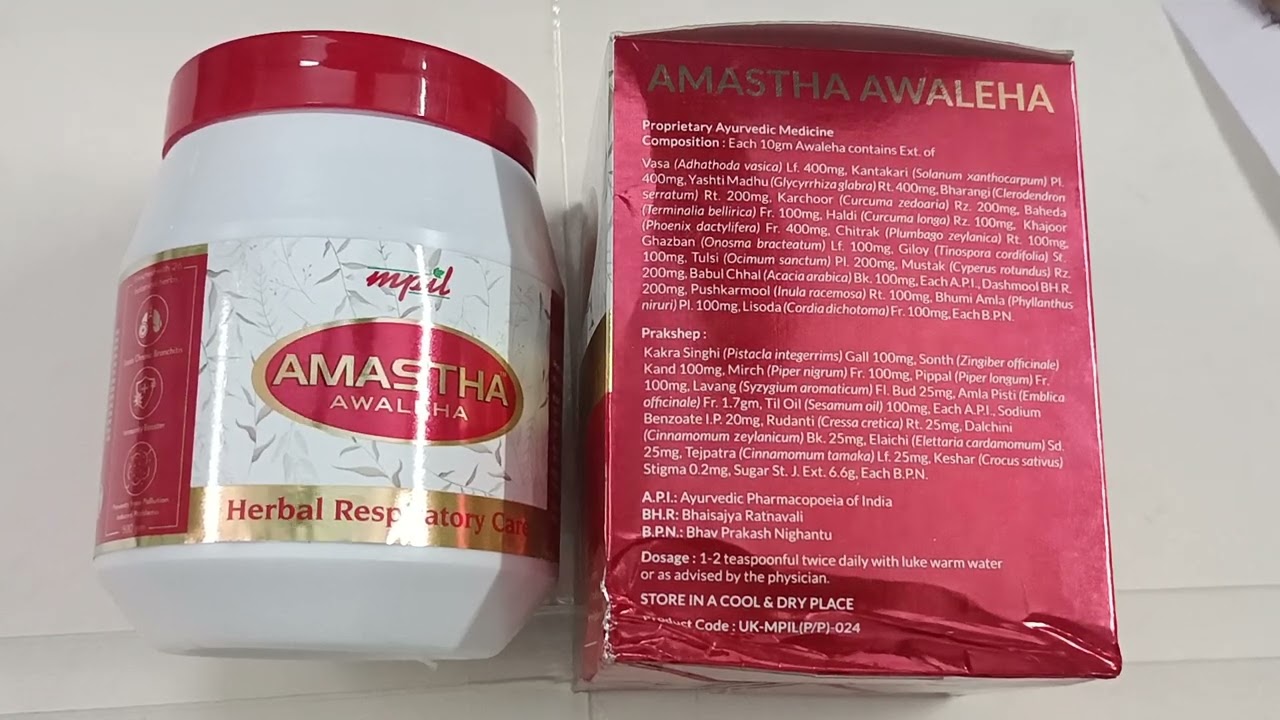 mpil
AMASTHA
AWALEHA
Herbal Respiratory Care
Chronic Bronchitis
Immunity Booster
AMASTHA AWALEHA
Proprietary Ayurvedic Medicine
Composition : Each 10gm Awaleha contains Ext. of
Vasa (Adhathoda vasica) Lf. 400mg, Kantakari (Solanum xanthocarpum) Pl.
400mg, Yashti Madhu (Glycyrrhiza glabra) Rt. 400mg, Bharangi (Clerodendron
serratum) Rt. 200mg, Karchoor (Curcuma zedoaria) Rz. 200mg, Baheda
(Terminalia bellirica) Fr. 100mg, Haldi (Curcuma longa) Rz. 100mg, Khajoor
(Phoenix dactylifera) Fr. 400mg, Chitrak (Plumbago zeylanica) Rt. 100mg,
Ghazban (Onosma bracteatum) Lf. 100mg, Giloy (Tinospora cordifolia) St.
100mg, Tulsi (Ocimum sanctum) Pl. 200mg, Mustak (Cyperus rotundus) Rz.
200mg, Babul Chhal (Acacia arabica) Bk. 100mg, Each A.P.I., Dashmool BH.R.
200mg, Pushkarmool (Inula racemosa) Rt. 100mg, Bhumi Amla (Phyllanthus
niruri) Pl. 100mg, Lisoda (Cordia dichotoma) Fr. 100mg, Each B.P.N.
Prakshep :
Kakra Singhi (Pistacla integerrims) Gall 100mg, Sonth (Zingiber officinale)
Kand 100mg, Mirch (Piper nigrum) Fr. 100mg, Pippal (Piper longum) Fr.
100mg, Lavang (Syzygium aromaticum) Fl. Bud 25mg, Amla Pisti (Emblica
officinale) Fr. 1.7gm, Til Oil (Sesamum oil) 100mg, Each A.P.I., Sodium
Benzoate I.P. 20mg, Rudanti (Cressa cretica) Rt. 25mg, Dalchini
(Cinnamomum zeylanicum) Bk. 25mg, Elaichi (Elettaria cardamomum) Sd.
25mg, Tejpatra (Cinnamomum tamaka) Lf. 25mg, Keshar (Crocus sativus)
Stigma 0.2mg, Sugar St. J. Ext. 6.6g, Each B.P.N.
A.P.I.: Ayurvedic Pharmacopoeia of India
BH.R: Bhaisajya Ratnavali
B.P.N.: Bhav Prakash Nighantu
Dosage : 1-2 teaspoonful twice daily with luke warm water
or as advised by the physician.
STORE IN A COOL & DRY PLACE
Product Code : UK-MPIL(P/P)-024